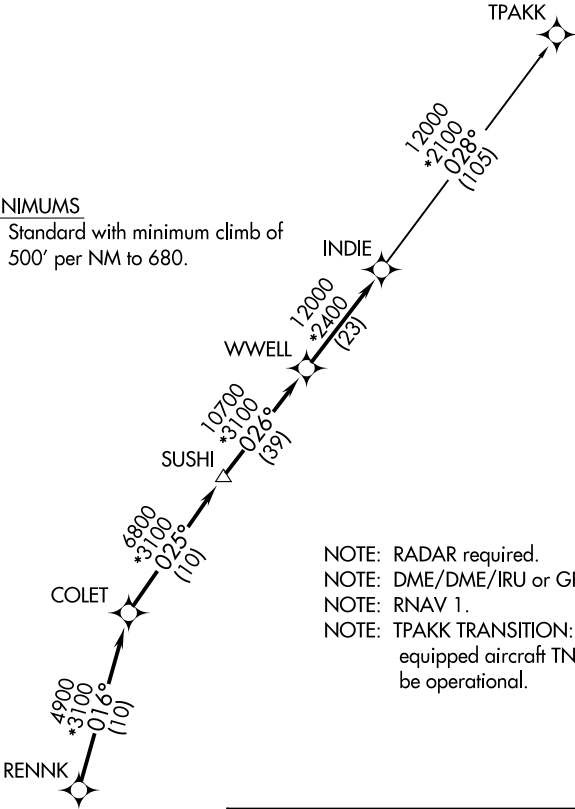 TPAKK
12000
*2100
028°
(105)
NIMUMS
Standard with minimum climb of
500' per NM to 680.
INDIE
12000
*2400
(23)
WWELL
10700
*3100
026°
(39)
SUSHI
6800
*3100
025°
(10)
NOTE: RADAR required.
NOTE: DME/DME/IRU or GP
NOTE: RNAV 1.
NOTE: TPAKK TRANSITION:
equipped aircraft TN
be operational.
COLET
4900
*3100
016°
(10)
RENNK